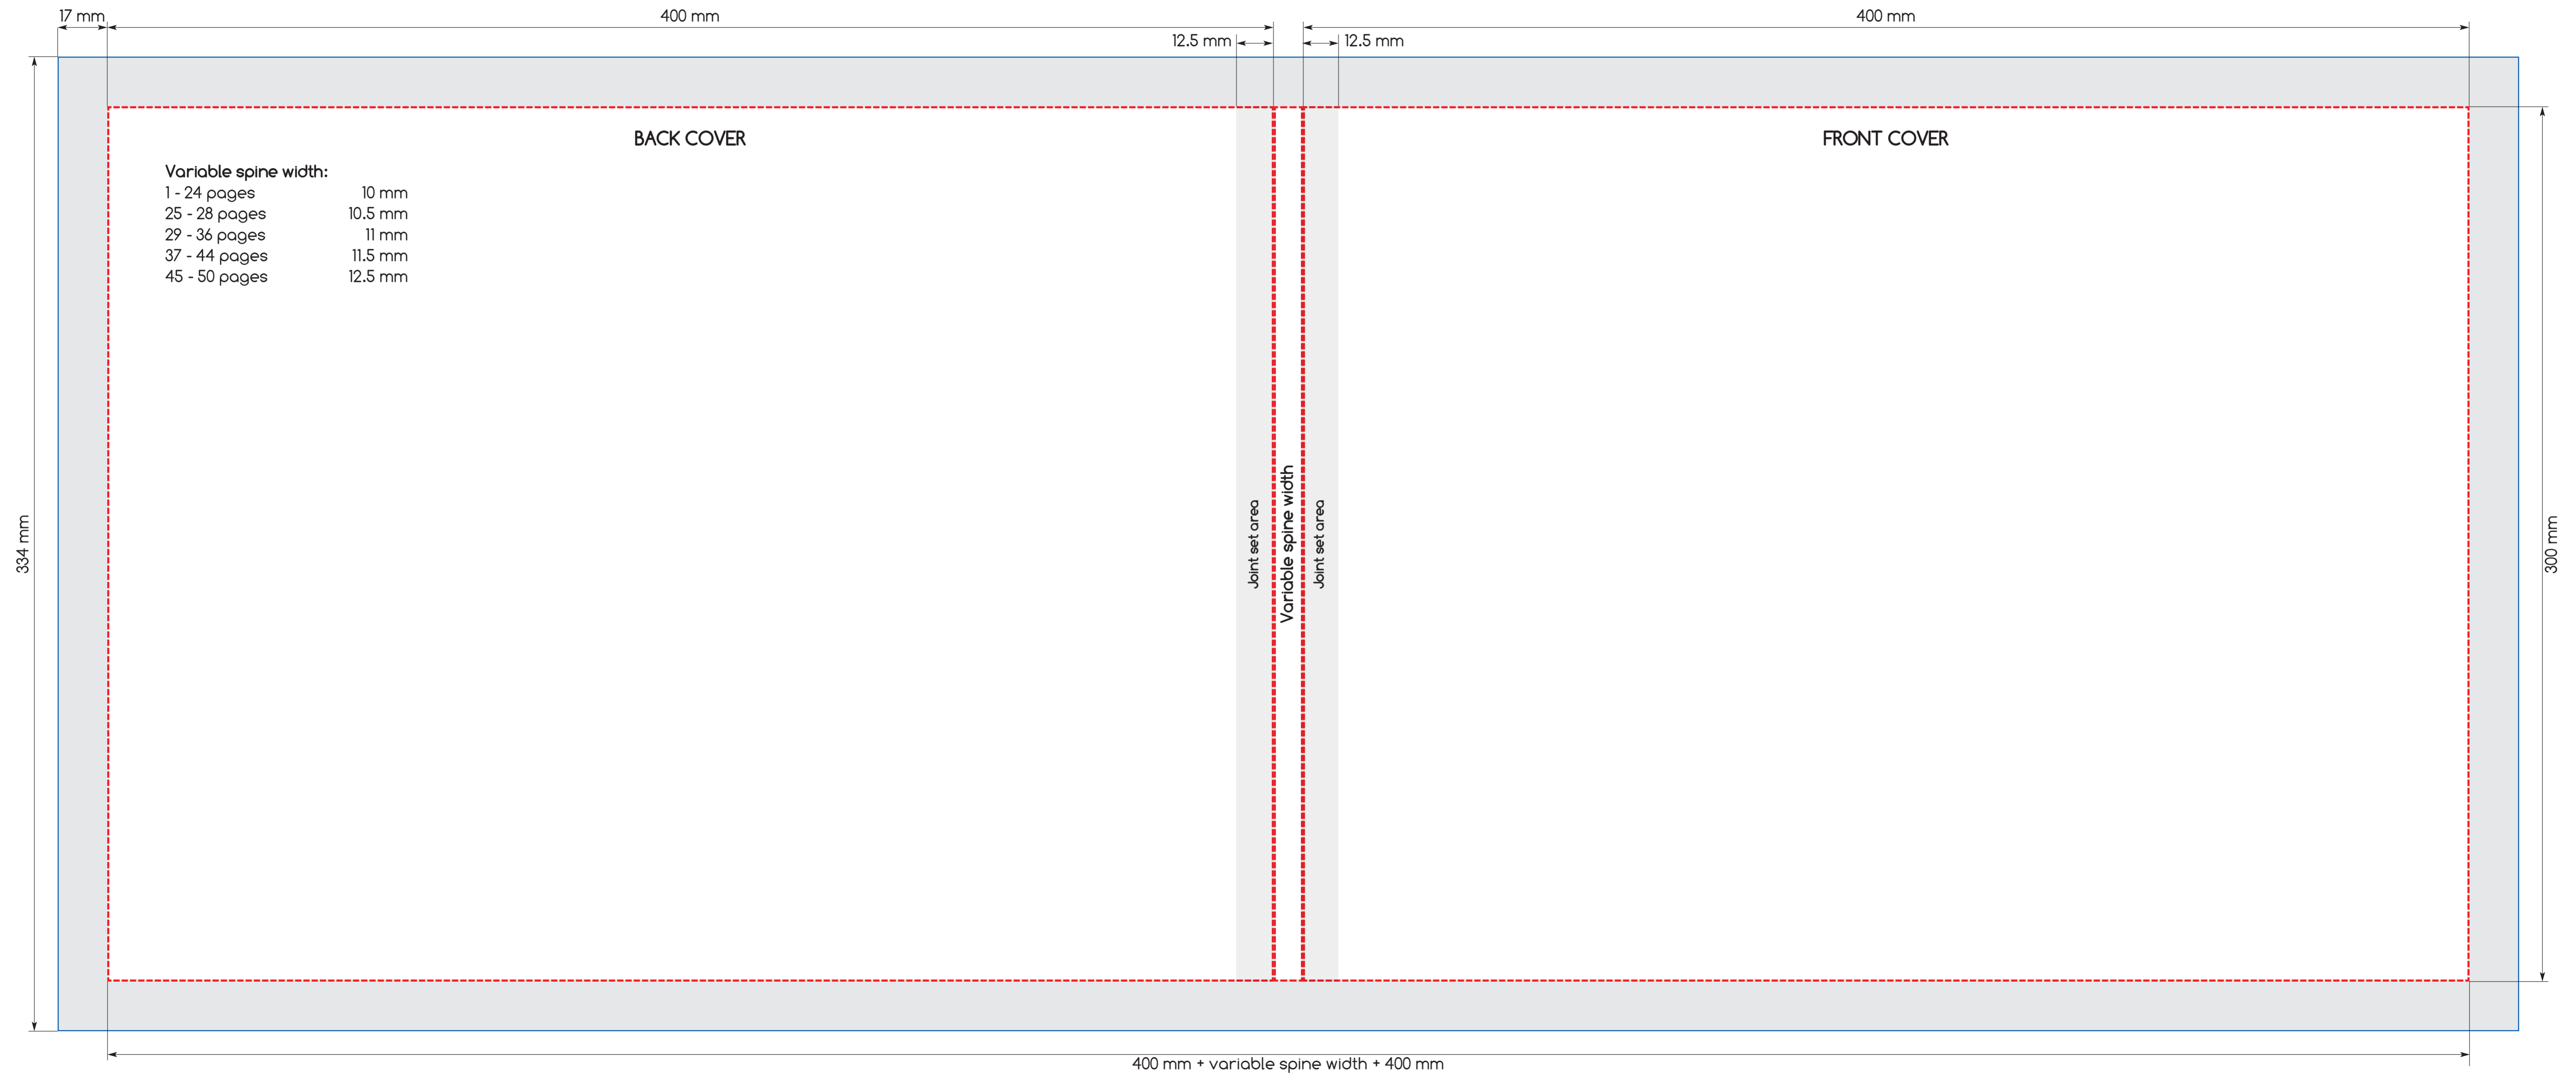 17 mm
400 mm
400 mm
12.5 mm
12.5 mm
BACK COVER
FRONT COVER
Variable spine width:
1 - 24 pages 10 mm
25 - 28 pages 10.5 mm
29 - 36 pages 11 mm
37 - 44 pages 11.5 mm
45 - 50 pages 12.5 mm
334 mm
Joint set area
Variable spine width
Joint set area
300 mm
400 mm + variable spine width + 400 mm